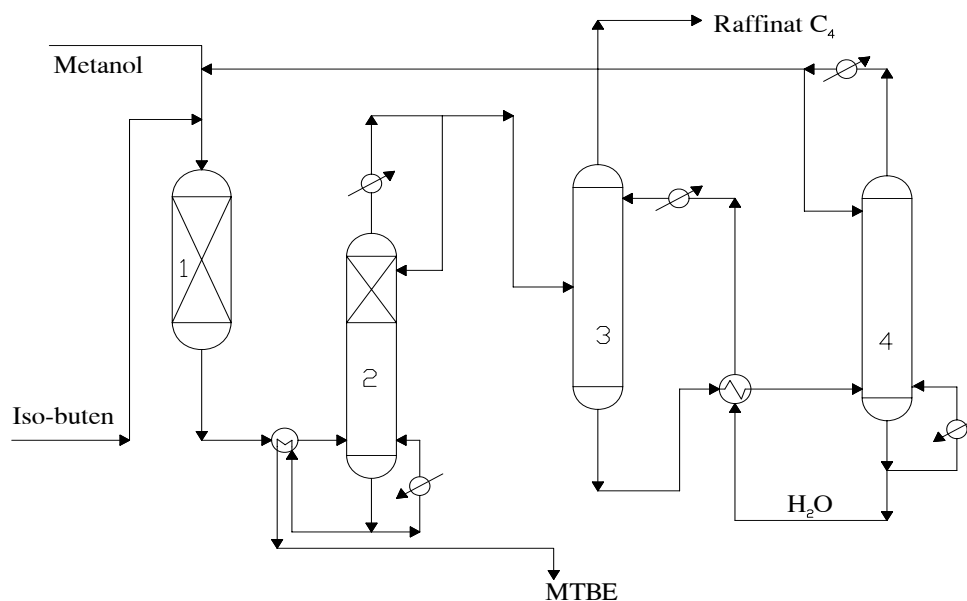 Raffinat C₄
Metanol
1
2
3
4
Iso-buten
H₂O
MTBE